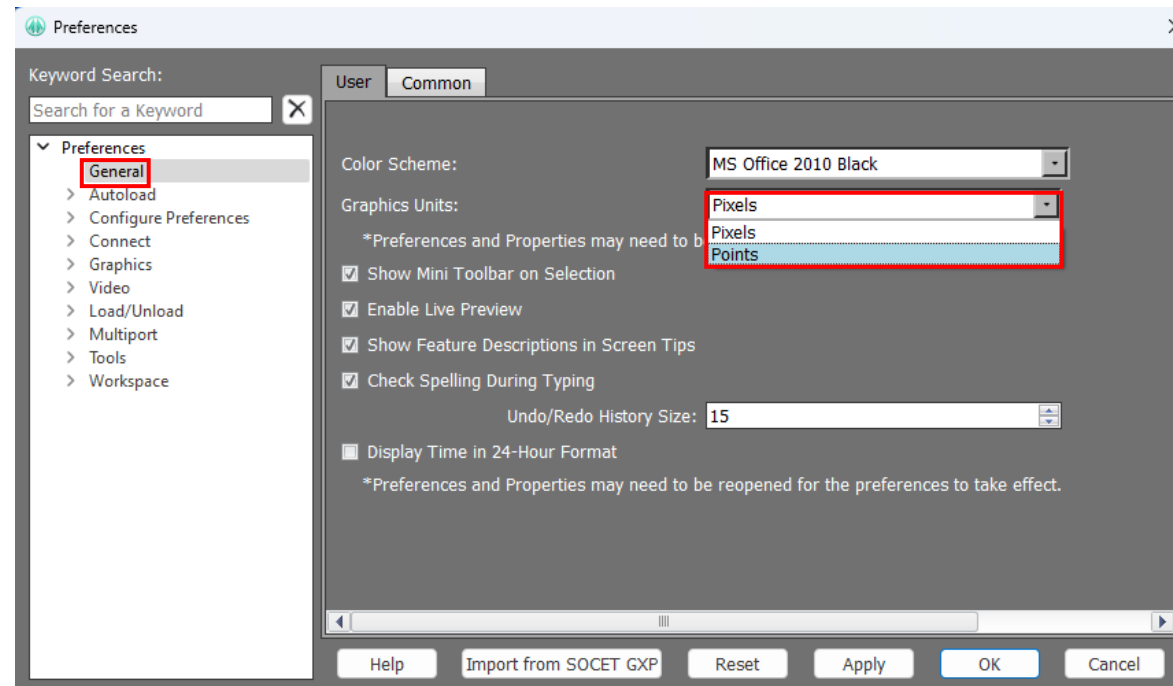 Preferences
Keyword Search:
Search for a Keyword
Preferences
General
Autoload
Configure Preferences
Connect
Graphics
Video
Load/Unload
Multiport
Tools
Workspace
User Common
Color Scheme: MS Office 2010 Black
Graphics Units: Pixels
Pixels
*Preferences and Properties may need to b
Points
Show Mini Toolbar on Selection
Enable Live Preview
Show Feature Descriptions in Screen Tips
Check Spelling During Typing
Undo/Redo History Size: 15
Display Time in 24-Hour Format
*Preferences and Properties may need to be reopened for the preferences to take effect.
Help Import from SOCET GXP Reset Apply OK Cancel